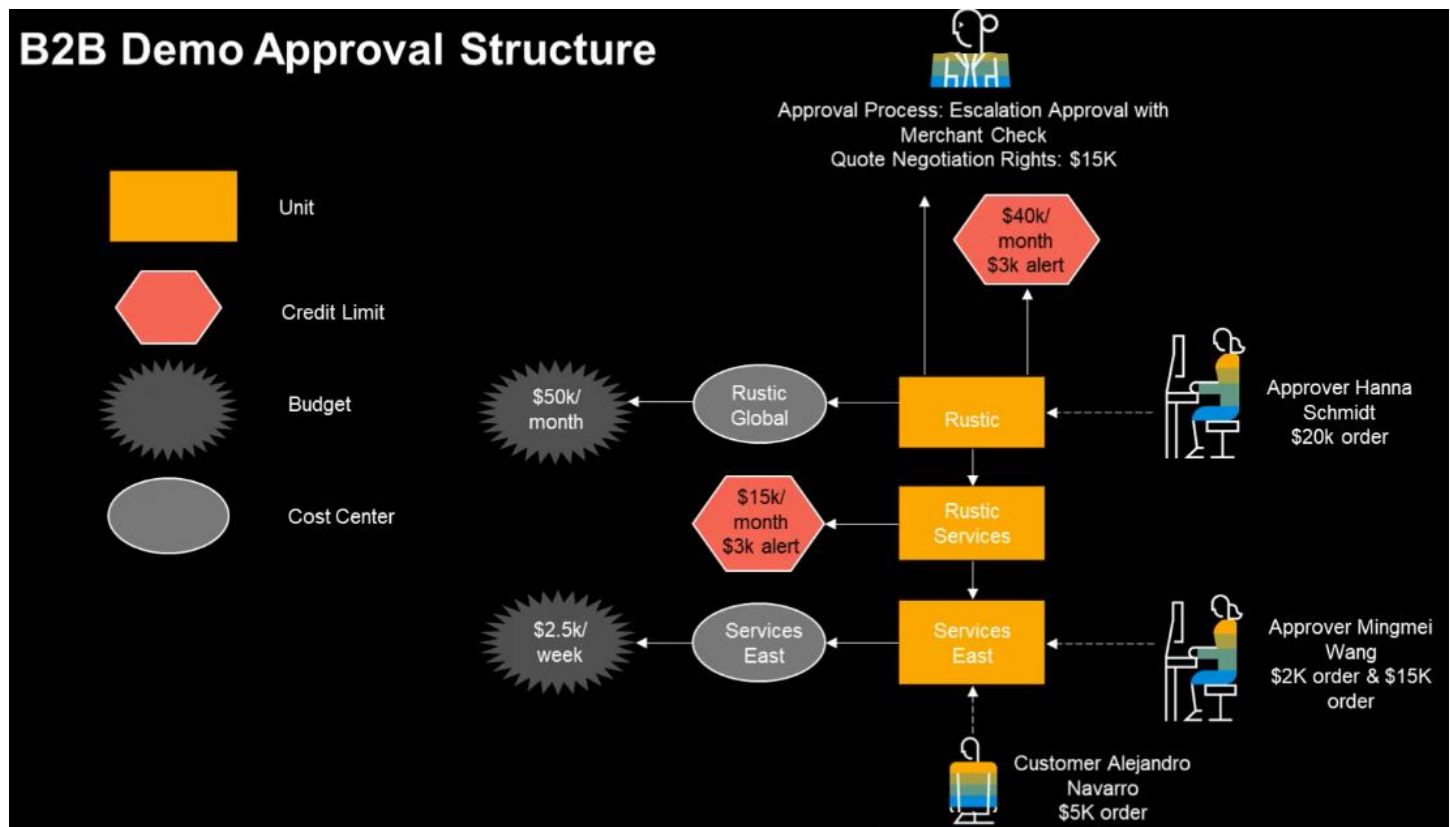 B2B Demo Approval Structure
Approval Process: Escalation Approval with
Merchant Check
Quote Negotiation Rights: $15K
Unit
Credit Limit
Budget
Cost Center
$40k/
month
$3k alert
$50k/
month
Rustic
Global
Rustic
Approver Hanna
Schmidt
$20k order
$15k/
month
$3k alert
Rustic
Services
$2.5k/
week
Services
East
Services
East
Approver Mingmei
Wang
$2K order & $15K
order
Customer Alejandro
Navarro
$5K order